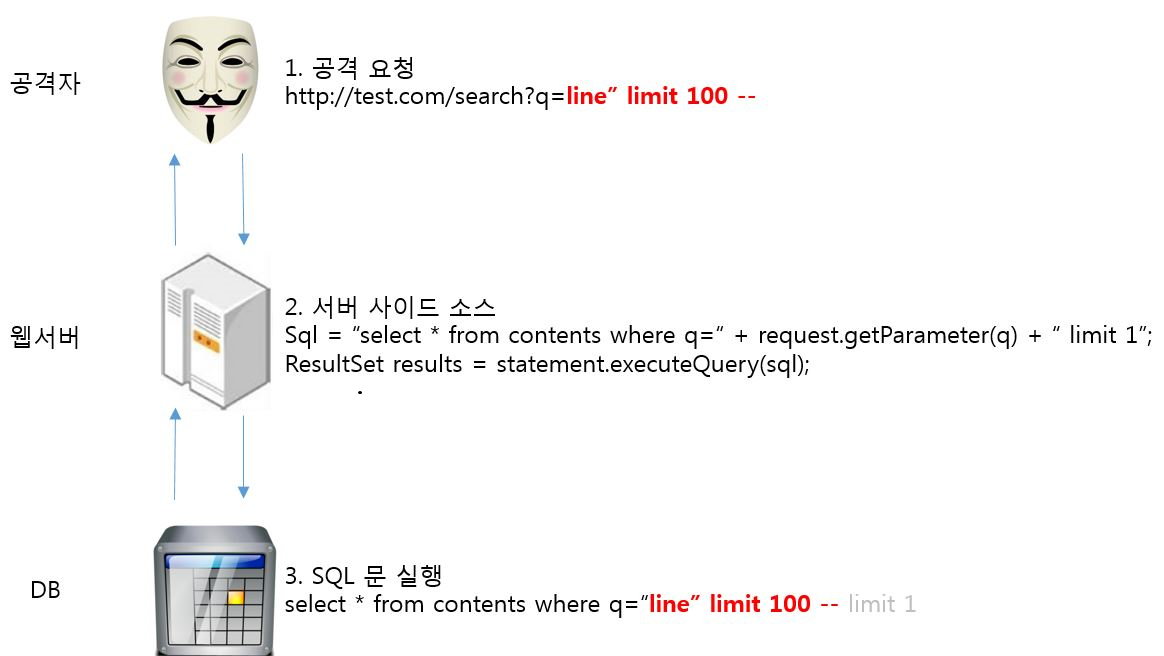 공격자
1. 공격 요청
http://test.com/search?q=line” limit 100 --
웹서버
2. 서버 사이드 소스
Sql = “select * from contents where q=“ + request.getParameter(q) + “ limit 1”;
ResultSet results = statement.executeQuery(sql);
.
DB
3. SQL 문 실행
select * from contents where q=“line” limit 100 -- limit 1